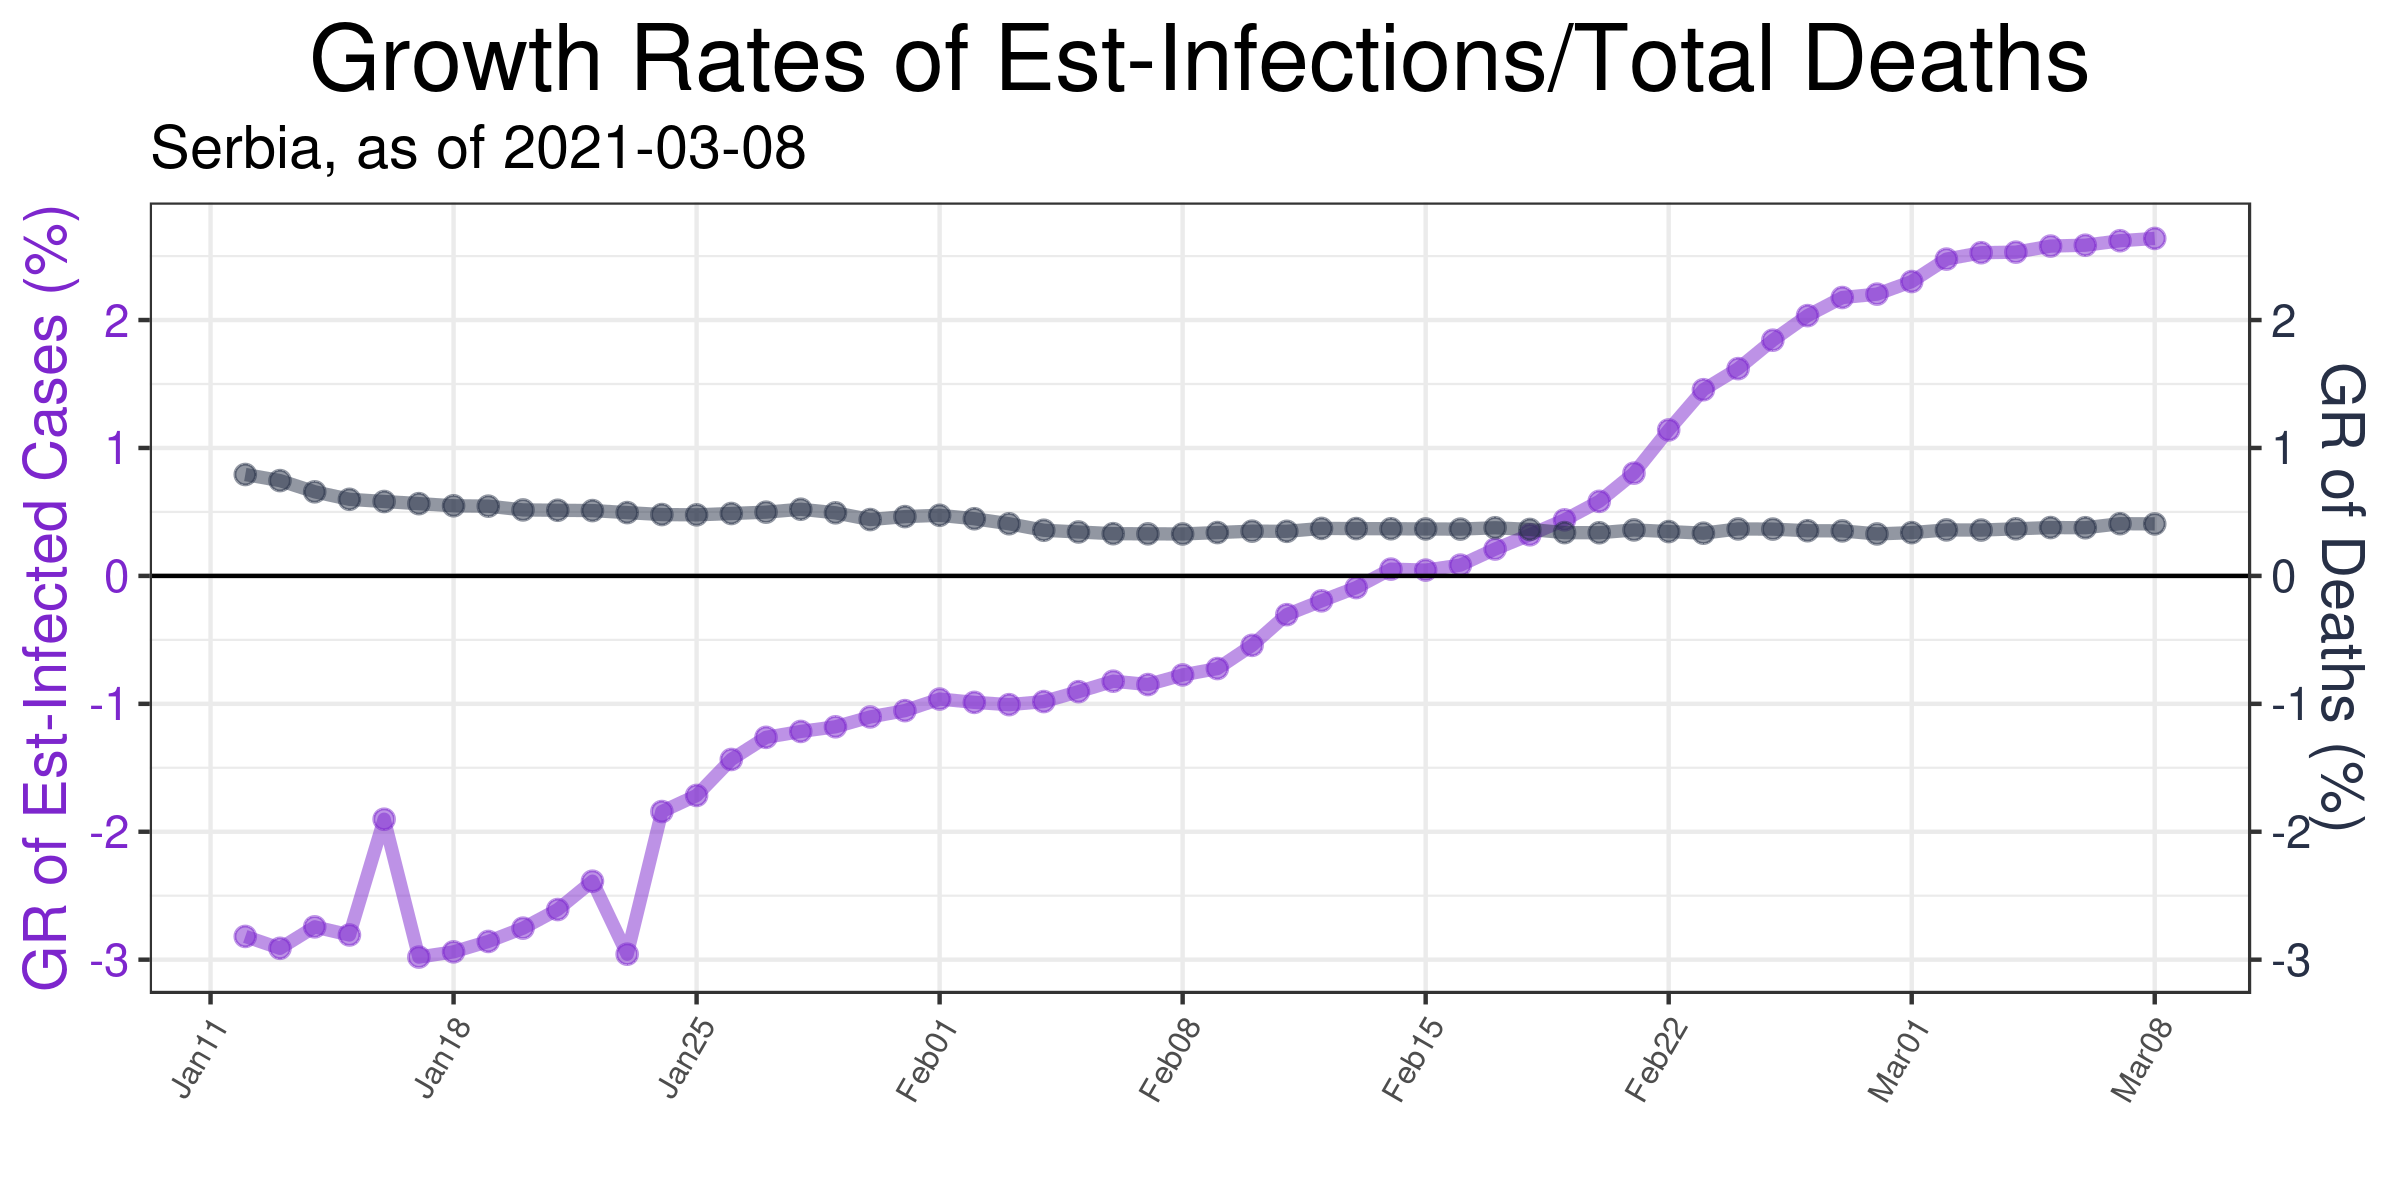 Growth Rates of Est-Infections/Total Deaths
Serbia, as of 2021-03-08
GR of Est-Infected Cases (%)
2
1
0
-1
-2
-3
2
1
0
-1
-2
-3
GR of Deaths (%)
Jan11
Jan18
Jan25
Feb01
Feb08
Feb15
Feb22
Mar01
Mar08